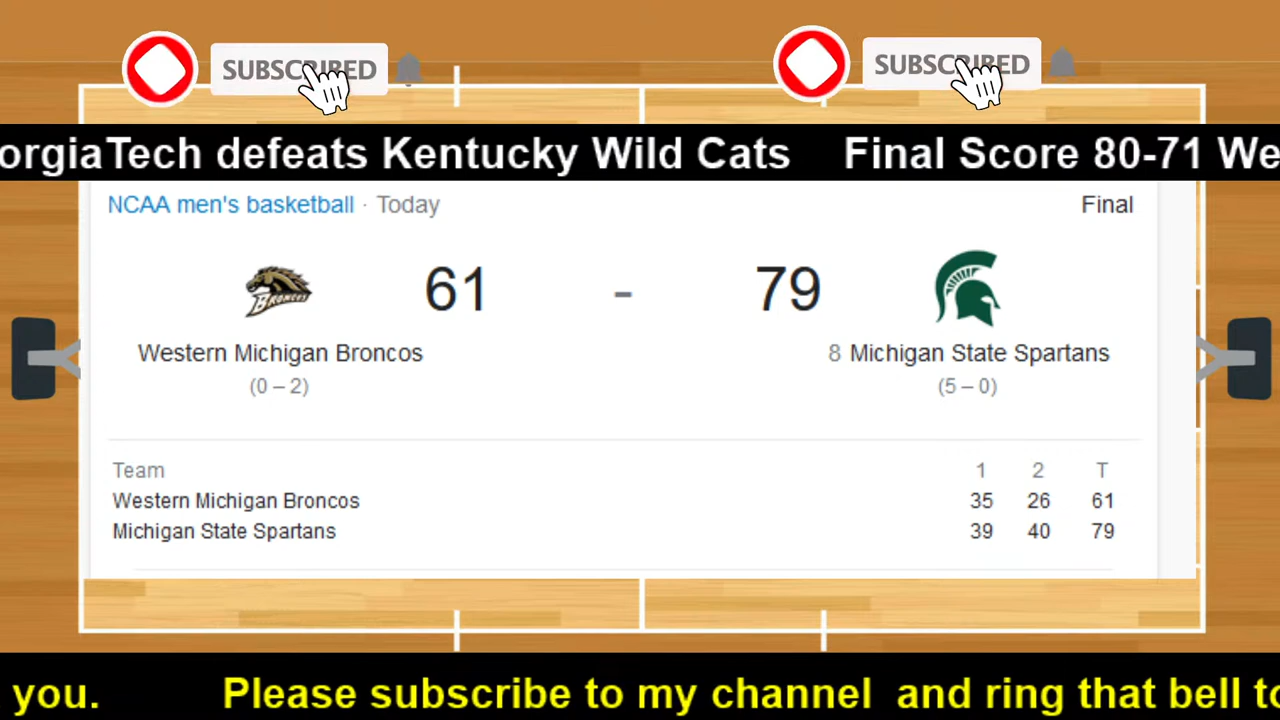 SUBSCRIBED
SUBSCRIBED
orgiaTech defeats Kentucky Wild Cats Final Score 80-71 We
NCAA men's basketball · Today Final
61 - 79
BRONCOS
Western Michigan Broncos 8 Michigan State Spartans
(0 – 2) (5 – 0)
Team 1 2 T
Western Michigan Broncos 35 26 61
Michigan State Spartans 39 40 79
you. Please subscribe to my channel and ring that bell to